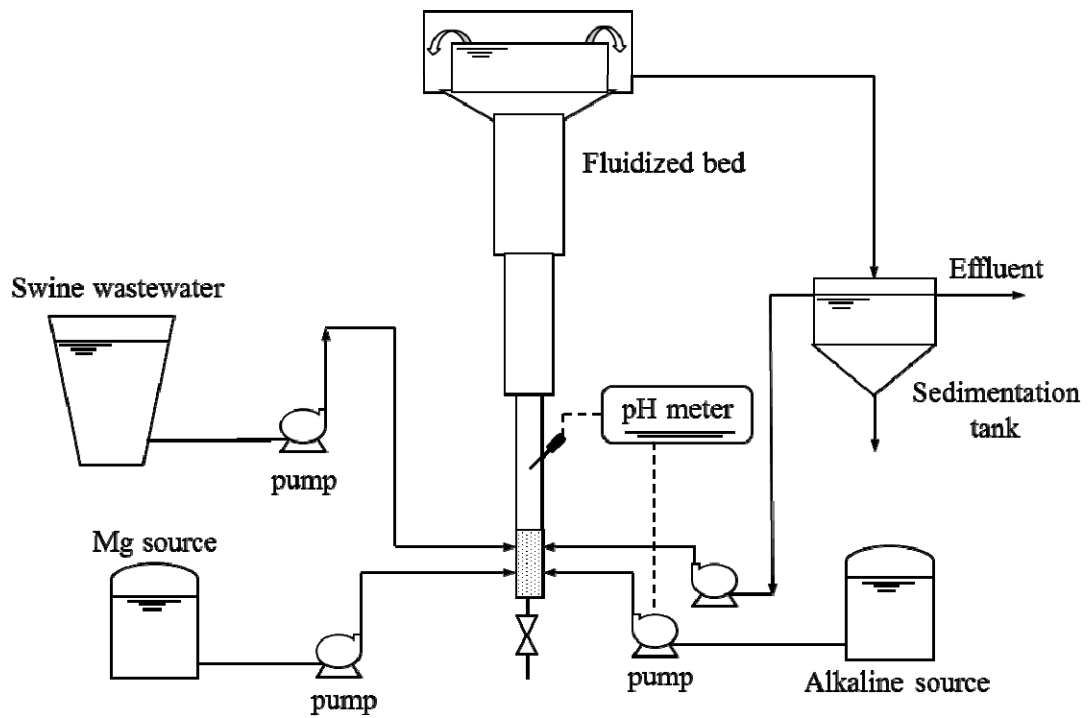 Fluidized bed
Swine wastewater
Effluent
pH meter
Sedimentation
tank
pump
Mg source
pump
pump
Alkaline source